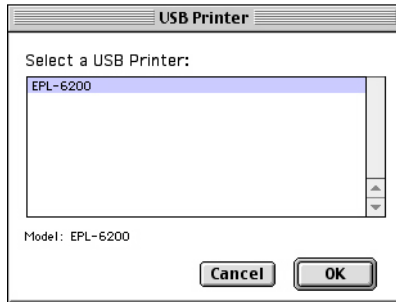 USB Printer
Select a USB Printer:
EPL-6200
Model: EPL-6200
Cancel
OK